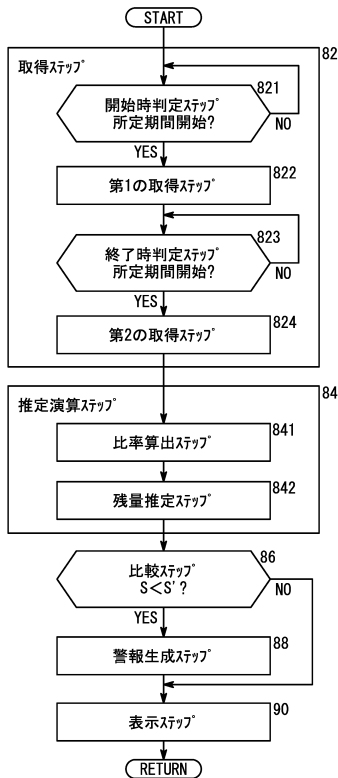 START
82
取得ステップ
821
開始時判定ステップ
所定期間開始?
NO
YES
822
第1の取得ステップ
823
終了時判定ステップ
所定期間開始?
NO
YES
824
第2の取得ステップ
84
推定演算ステップ
841
比率算出ステップ
842
残量推定ステップ
86
比較ステップ
S<S'?
NO
YES
88
警報生成ステップ
90
表示ステップ
RETURN